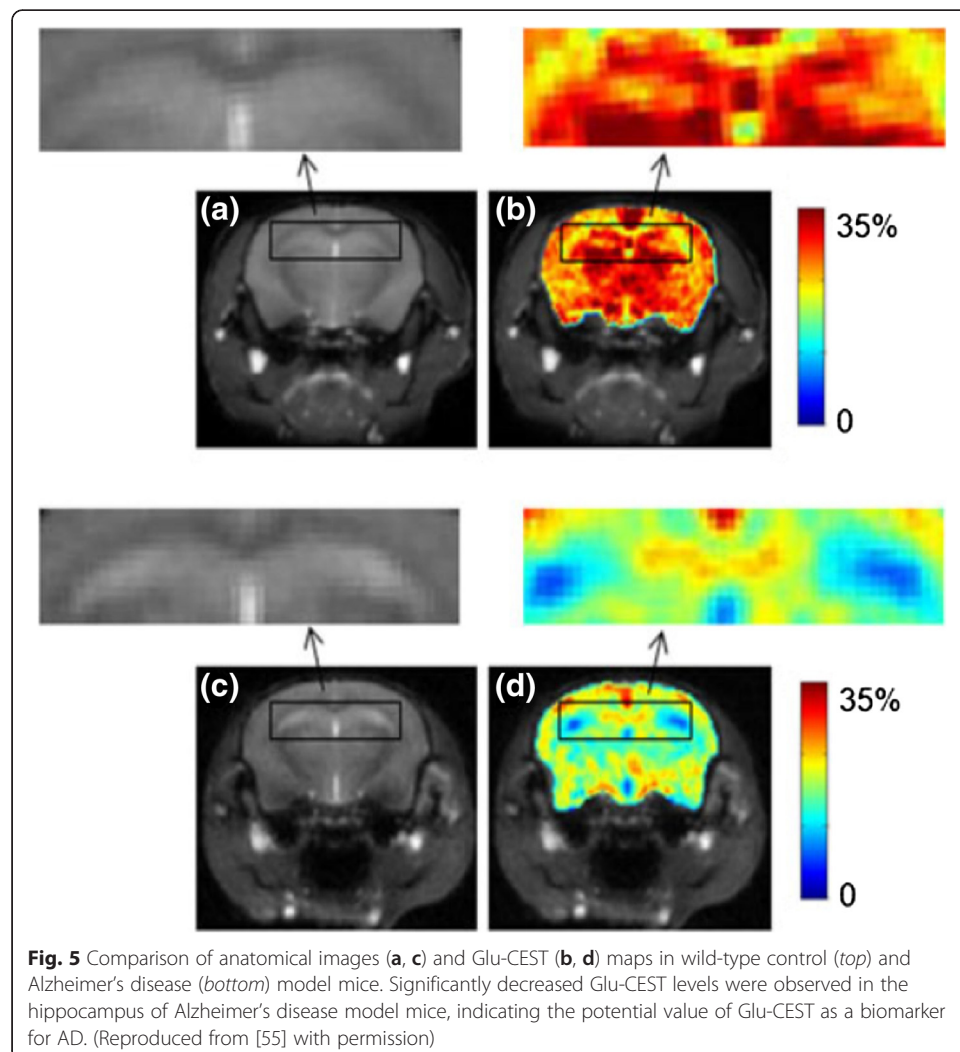 (a)
(b)
35%
0
(c)
(d)
35%
0
Fig. 5 Comparison of anatomical images (a, c) and Glu-CEST (b, d) maps in wild-type control (top) and
Alzheimer's disease (bottom) model mice. Significantly decreased Glu-CEST levels were observed in the
hippocampus of Alzheimer's disease model mice, indicating the potential value of Glu-CEST as a biomarker
for AD. (Reproduced from [55] with permission)